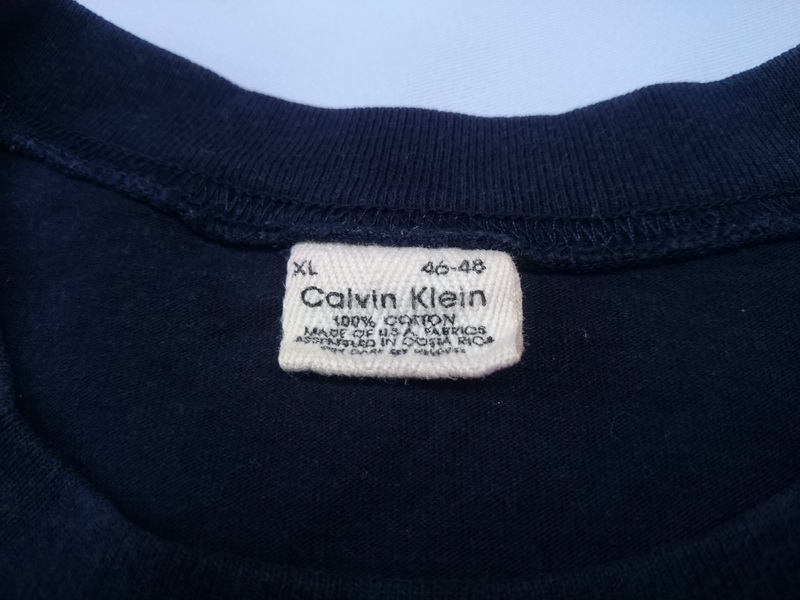 XL 46-48
Calvin Klein
100% COTTON
MADE OF U.S.A. FABRICS
ASSEMBLED IN COSTA RICA